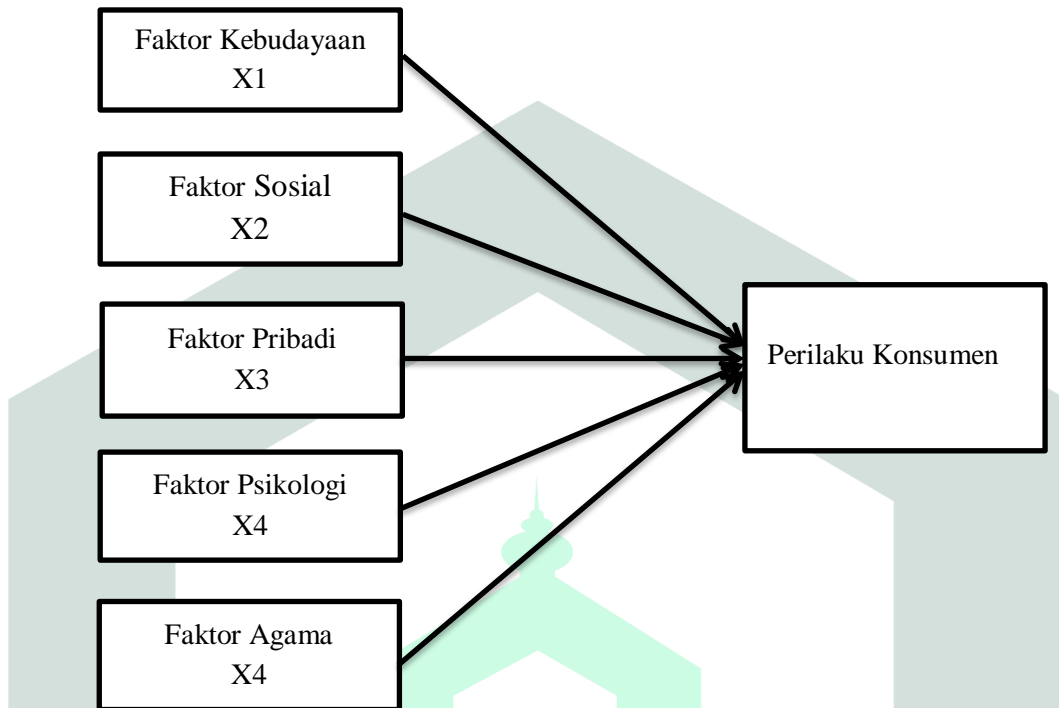 Faktor Kebudayaan
X1
Faktor Sosial
X2
Faktor Pribadi
X3
Faktor Psikologi
X4
Faktor Agama
X4
Perilaku Konsumen